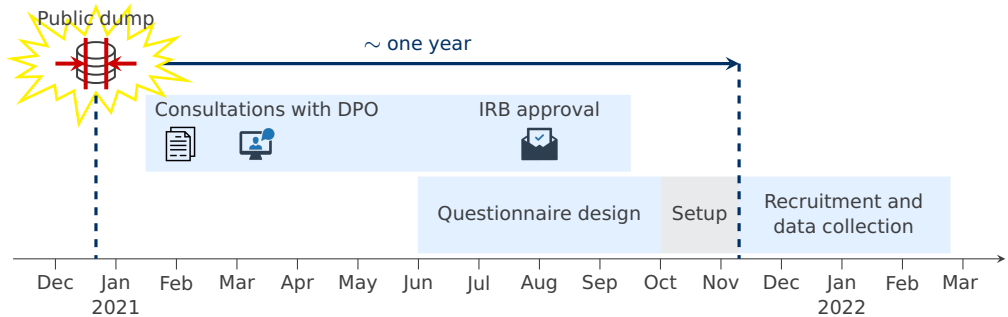 Public dump
∼ one year
Consultations with DPO
IRB approval
Questionnaire design
Setup
Recruitment and
data collection
Dec Jan Feb Mar Apr May Jun Jul Aug Sep Oct Nov Dec Jan Feb Mar
2021 2022